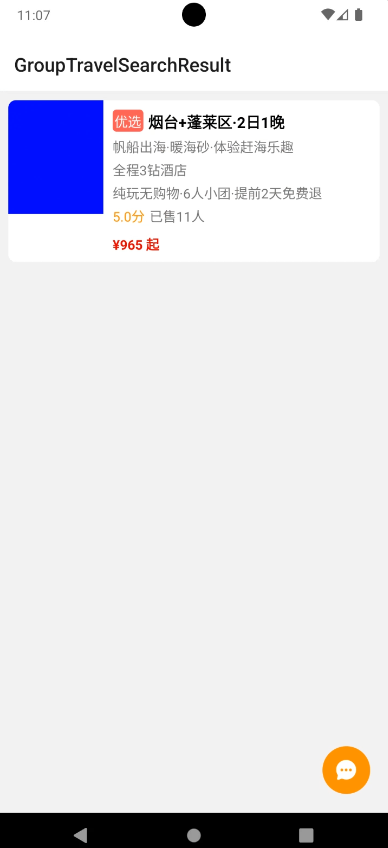 11:07
GroupTravelSearchResult
优选 烟台+蓬莱区·2日1晚
帆船出海·暖海砂·体验赶海乐趣
全程3钻酒店
纯玩无购物·6人小团·提前2天免费退
5.0分 已售11人
¥965 起